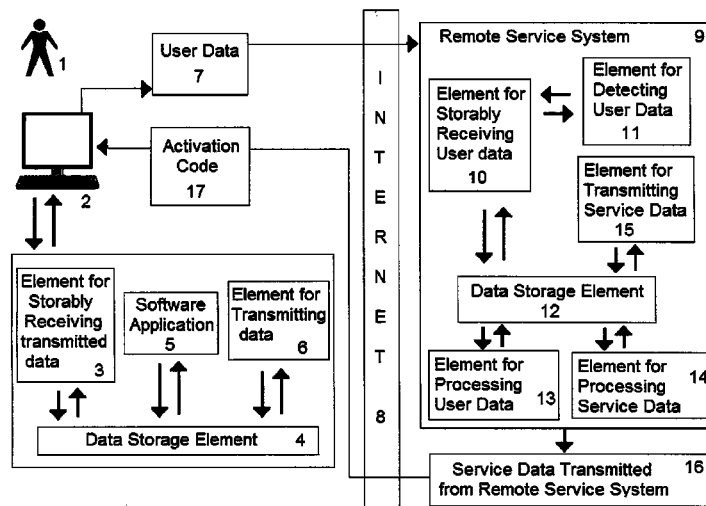 1
2
User Data
7
Activation
Code
17
Element for
Storably
Receiving
transmitted
data
3
Software
Application
5
Element for
Transmitting
data
6
Data Storage Element 4
I
N
T
E
R
N
E
T
8
Remote Service System 9
Element for
Storably
Receiving
User data
10
Element for
Detecting
User Data
11
Element for
Transmitting
Service Data
15
Data Storage Element
12
Element for
Processing
User Data 13
Element for
Processing
Service Data
14
Service Data Transmitted
from Remote Service System
16